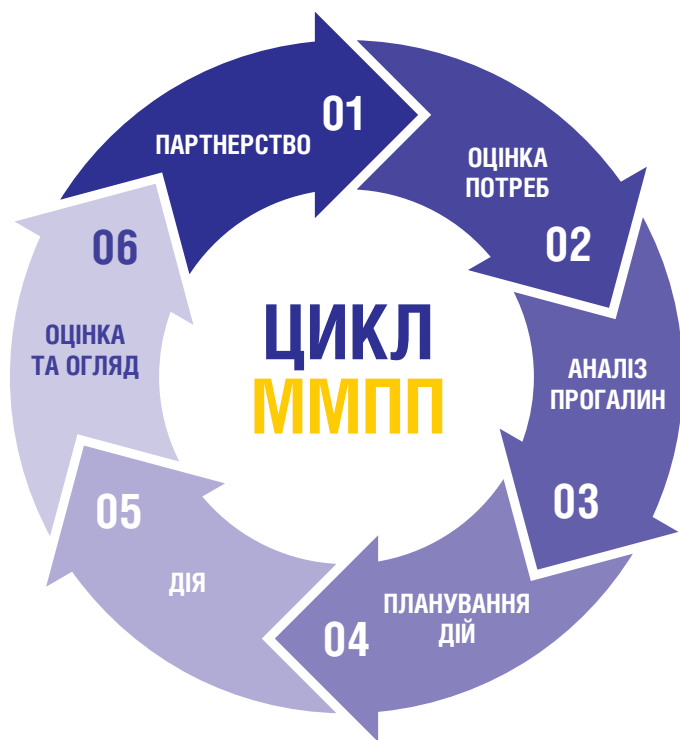 ЦИКЛ
ММПП
01
ПАРТНЕРСТВО
ОЦІНКА
ПОТРЕБ
02
АНАЛІЗ
ПРОГАЛИН
03
ПЛАНУВАННЯ
ДІЙ
04
ДІЯ
05
ОЦІНКА
ТА ОГЛЯД
06